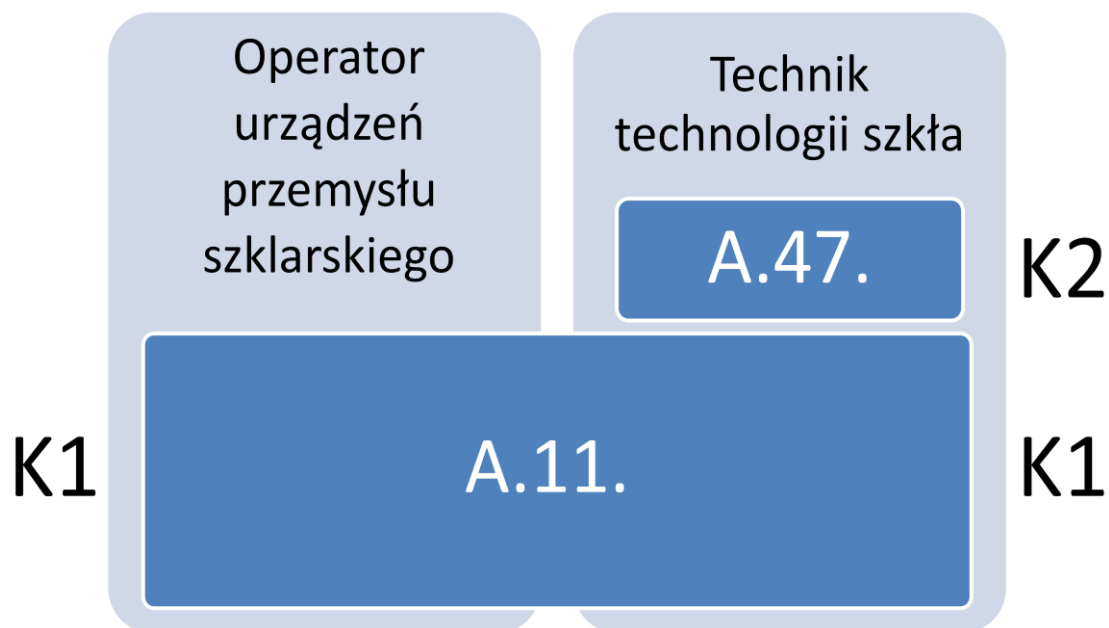 Operator
urządzeń
przemysłu
szklarskiego
Technik
technologii szkła
A.47.
K2
K1
A.11.
K1